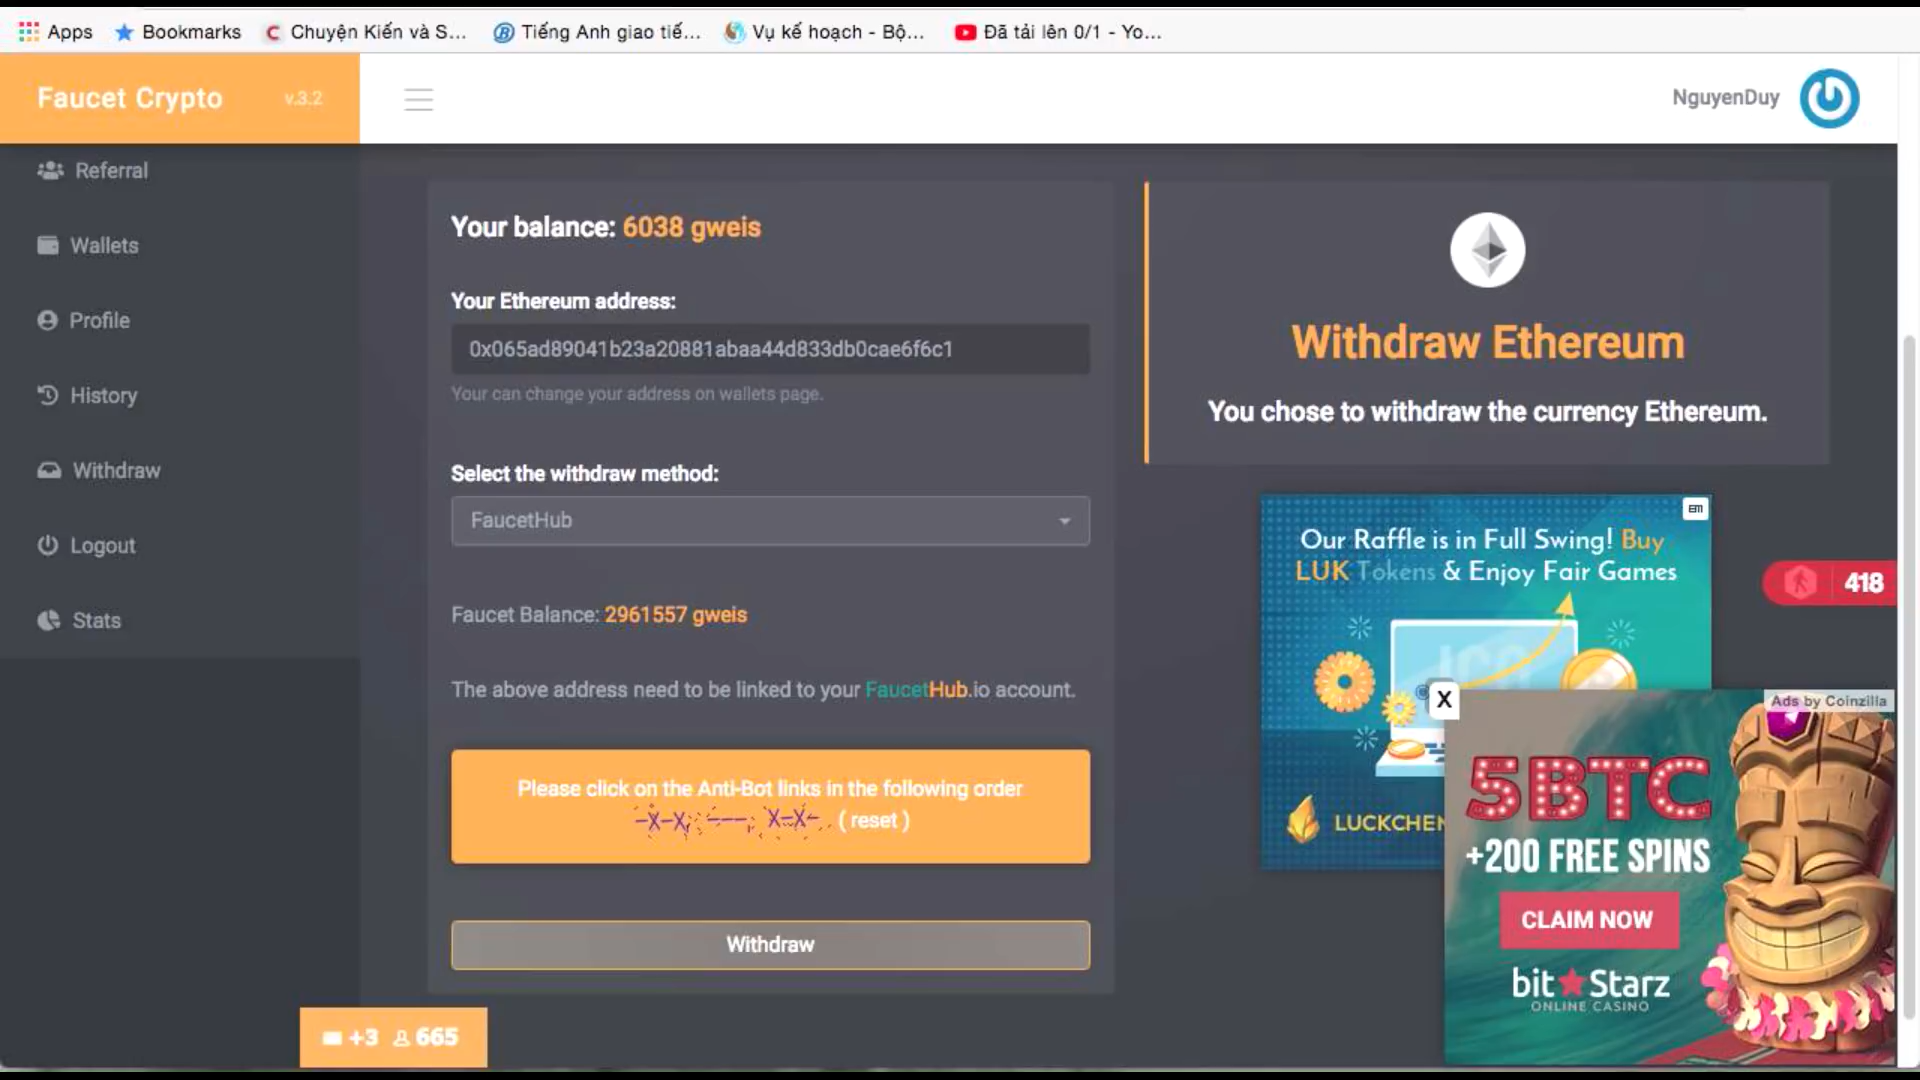 Apps
Bookmarks
Chuyện Kiến và S...
Tiếng Anh giao tiế...
Vụ kế hoạch - Bộ...
Đã tải lên 0/1 - Yo...
Faucet Crypto v.3.2
NguyenDuy
Referral
Wallets
Profile
History
Withdraw
Logout
Stats
Your balance: 6038 gweis
Your Ethereum address:
0x065ad89041b23a20881abaa44d833db0cae6f6c1
Your can change your address on wallets page.
Select the withdraw method:
FaucetHub
Faucet Balance: 2961557 gweis
The above address need to be linked to your FaucetHub.io account.
Please click on the Anti-Bot links in the following order
-X-X, ---, X-X- ( reset )
Withdraw
+3 665
Withdraw Ethereum
You chose to withdraw the currency Ethereum.
Our Raffle is in Full Swing! Buy
LUK Tokens & Enjoy Fair Games
ICO
LUCKCHEM
418
X
Ads by Coinzilla
5BTC
+200 FREE SPINS
CLAIM NOW
bit Starz
ONLINE CASINO